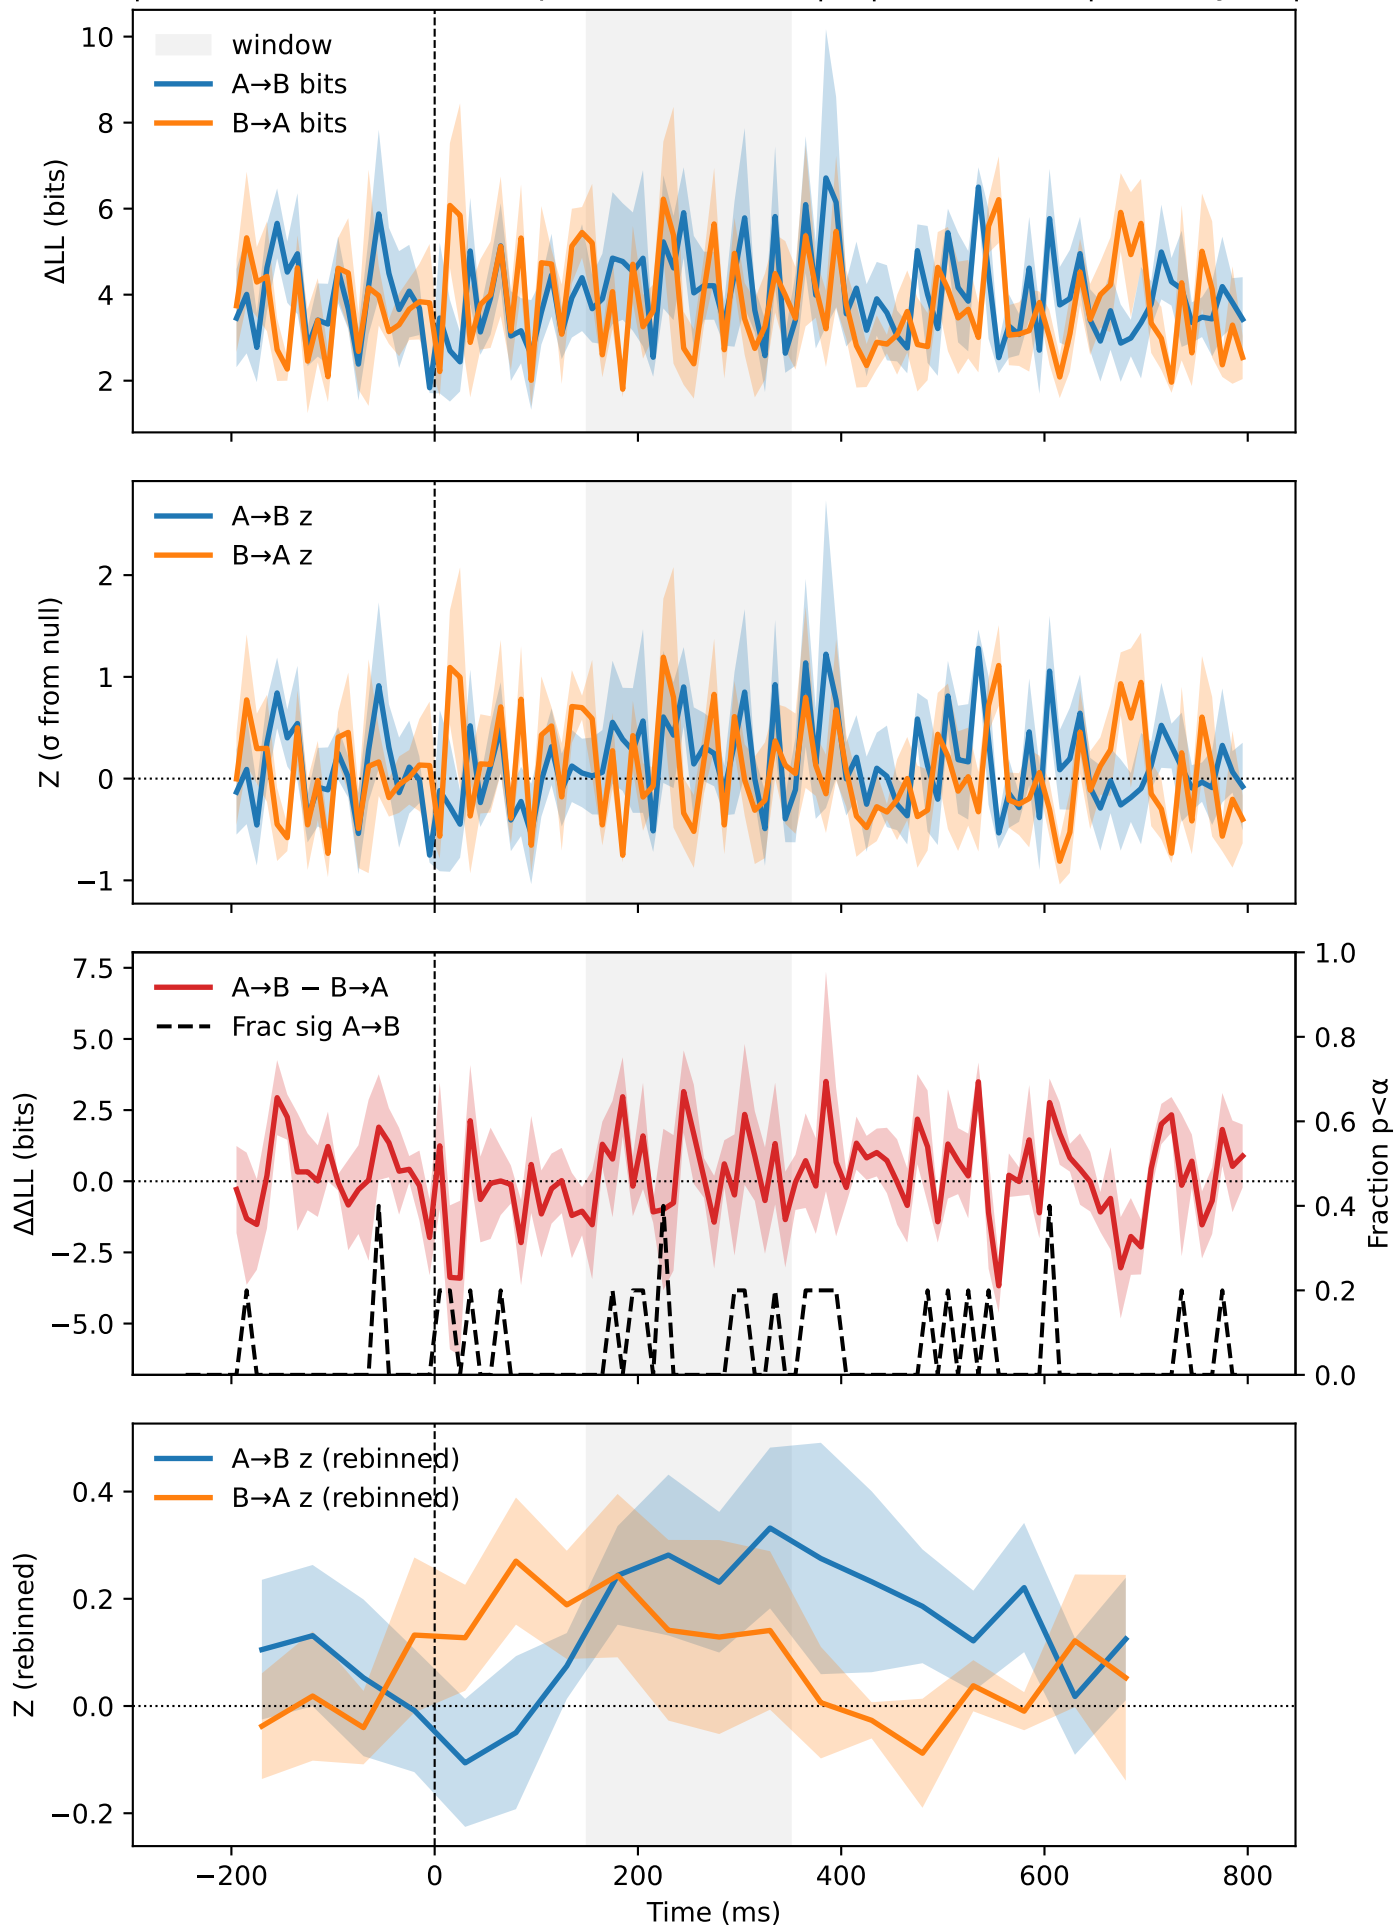 10
8
6
4
2
ΔLL (bits)
window
A→B bits
B→A bits
2
1
0
−1
Z (σ from null)
A→B z
B→A z
7.5
5.0
2.5
0.0
−2.5
−5.0
ΔΔLL (bits)
A→B − B→A
Frac sig A→B
1.0
0.8
0.6
0.4
0.2
0.0
Fraction p<α
0.4
0.2
0.0
−0.2
Z (rebinned)
A→B z (rebinned)
B→A z (rebinned)
−200 0 200 400 600 800
Time (ms)